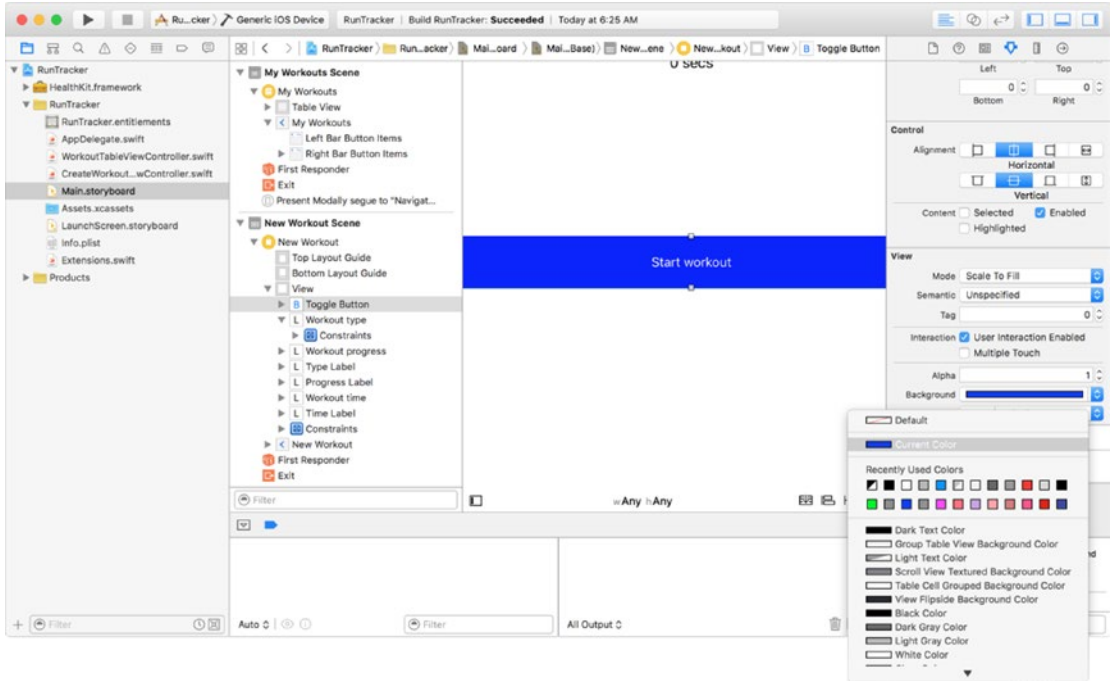 Ru...cker) Generic iOS Device RunTracker | Build RunTracker: Succeeded | Today at 6:25 AM
RunTracker Run...acker) Mai...oard Mai...Base) New...ene New...kout) View B Toggle Button
RunTracker
HealthKit.framework
RunTracker
RunTracker.entitlements
AppDelegate.swift
WorkoutTableViewController.swift
CreateWorkout...wController.swift
Main.storyboard
Assets.xcassets
LaunchScreen.storyboard
Info.plist
Extensions.swift
Products
Filter
My Workouts Scene
My Workouts
Table View
My Workouts
Left Bar Button Items
Right Bar Button Items
First Responder
Exit
Present Modally segue to "Navigat...
New Workout Scene
New Workout
Top Layout Guide
Bottom Layout Guide
View
B Toggle Button
L Workout type
Constraints
L Workout progress
L Type Label
L Progress Label
L Workout time
L Time Label
Constraints
New Workout
First Responder
Exit
Filter
0 secs
Start workout
wAny hAny
Auto
Filter
All Output
Left Top
0 0
Bottom Right
Control
Alignment
Horizontal
Vertical
Content Selected Enabled
Highlighted
View
Mode Scale To Fill
Semantic Unspecified
Tag 0
Interaction User Interaction Enabled
Multiple Touch
Alpha 1
Background
Default
Current Color
Recently Used Colors
Dark Text Color
Group Table View Background Color
Light Text Color
Scroll View Textured Background Color
Table Cell Grouped Background Color
View Flipside Background Color
Black Color
Dark Gray Color
Light Gray Color
White Color